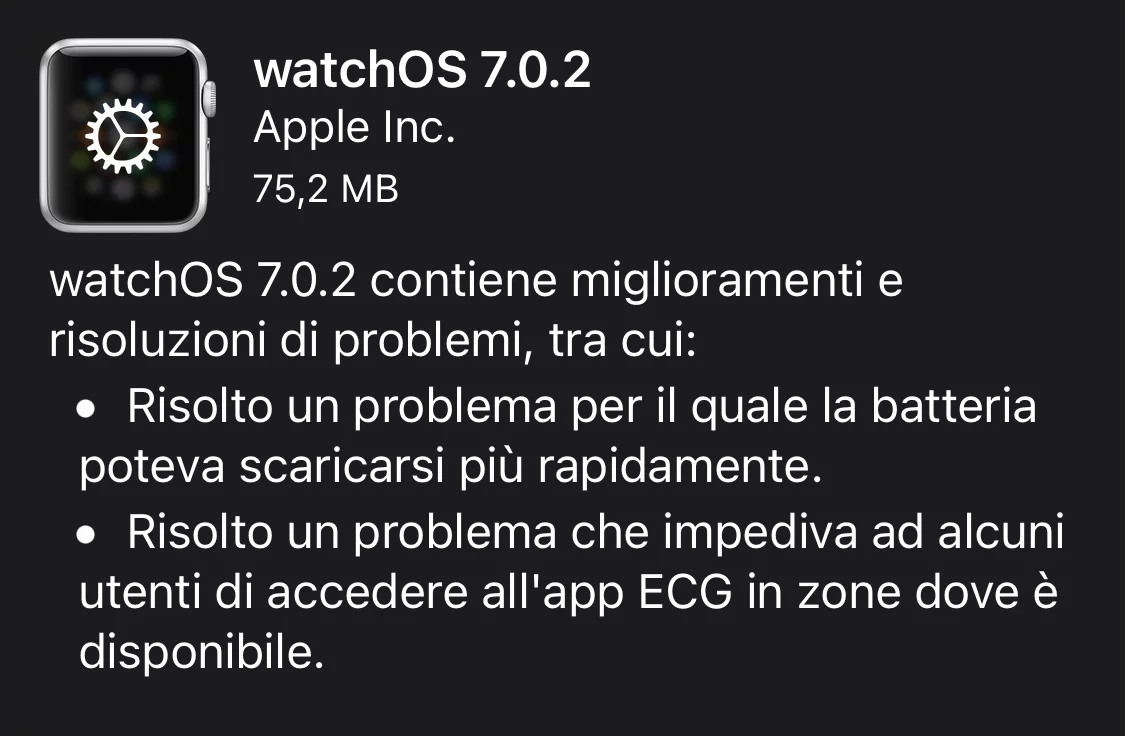 watchOS 7.0.2
Apple Inc.
75,2 MB
watchOS 7.0.2 contiene miglioramenti e
risoluzioni di problemi, tra cui:
• Risolto un problema per il quale la batteria
poteva scaricarsi più rapidamente.
• Risolto un problema che impediva ad alcuni
utenti di accedere all'app ECG in zone dove è
disponibile.